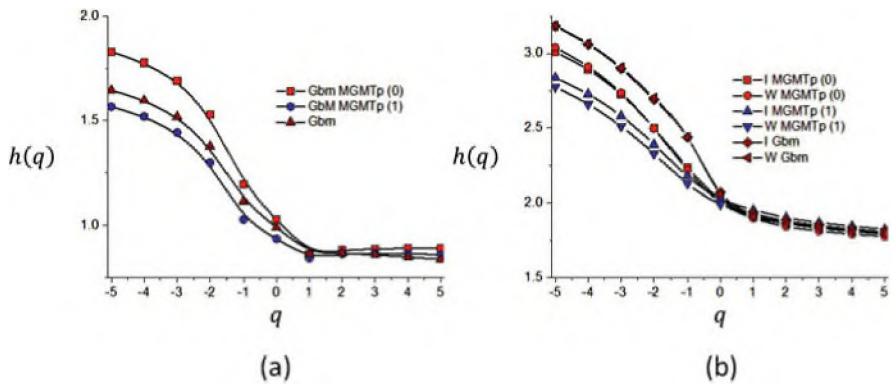 2.0
1.5
1.0
h(q)
Gbm MGMTp (0)
GbM MGMTp (1)
Gbm
-5 -4 -3 -2 -1 0 1 2 3 4 5
q
(a)
3.0
2.5
2.0
1.5
h(q)
I MGMTp (0)
W MGMTp (0)
I MGMTp (1)
W MGMTp (1)
I Gbm
W Gbm
-5 -4 -3 -2 -1 0 1 2 3 4 5
q
(b)